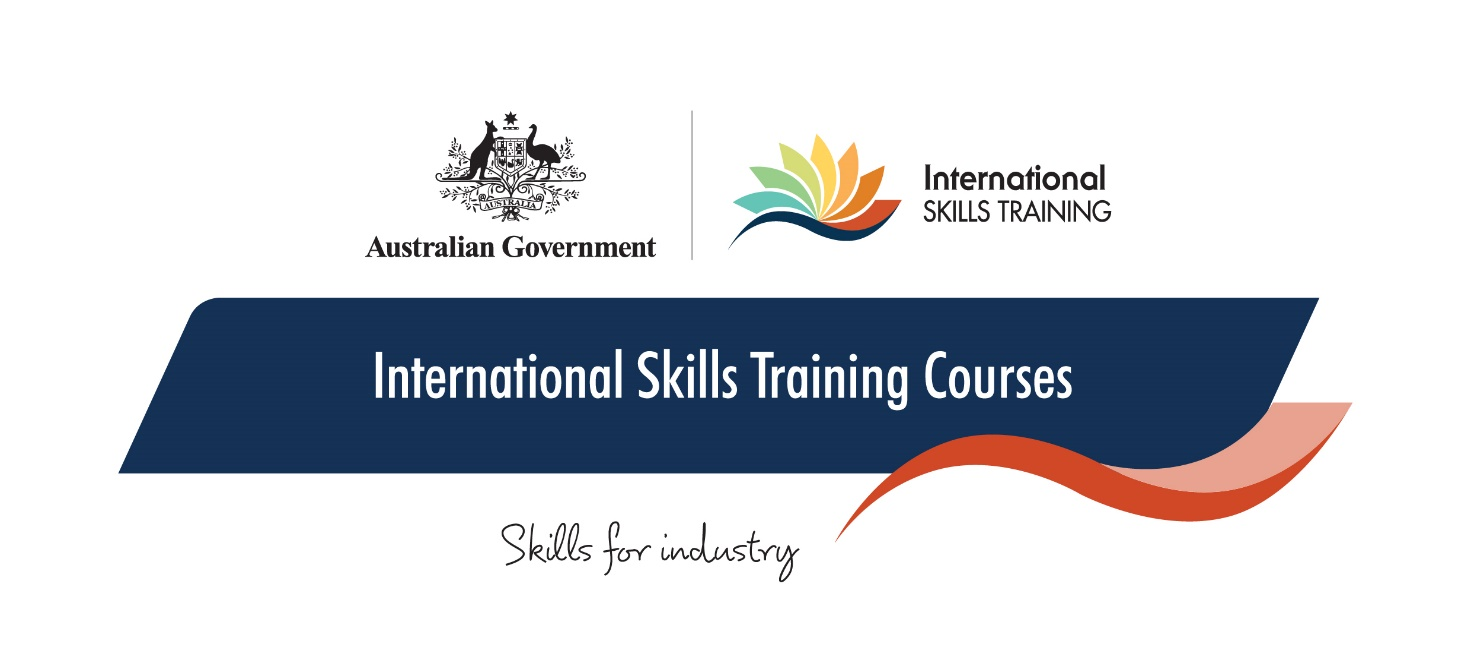 AUSTRALIA
Australian Government
International
SKILLS TRAINING
International Skills Training Courses
Skills for industry